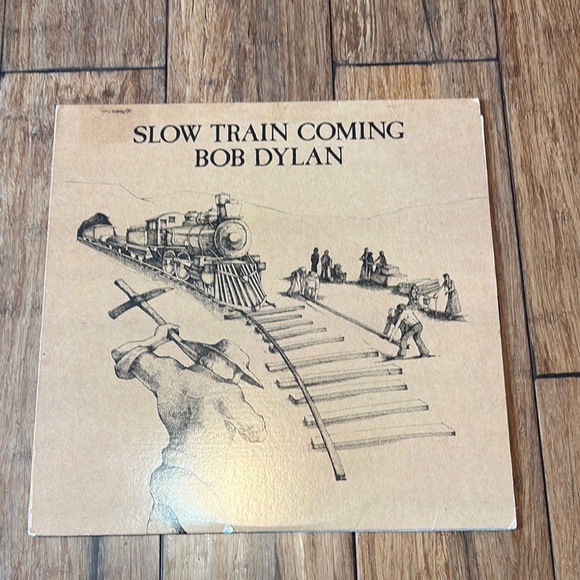 SLOW TRAIN COMING
BOB DYLAN